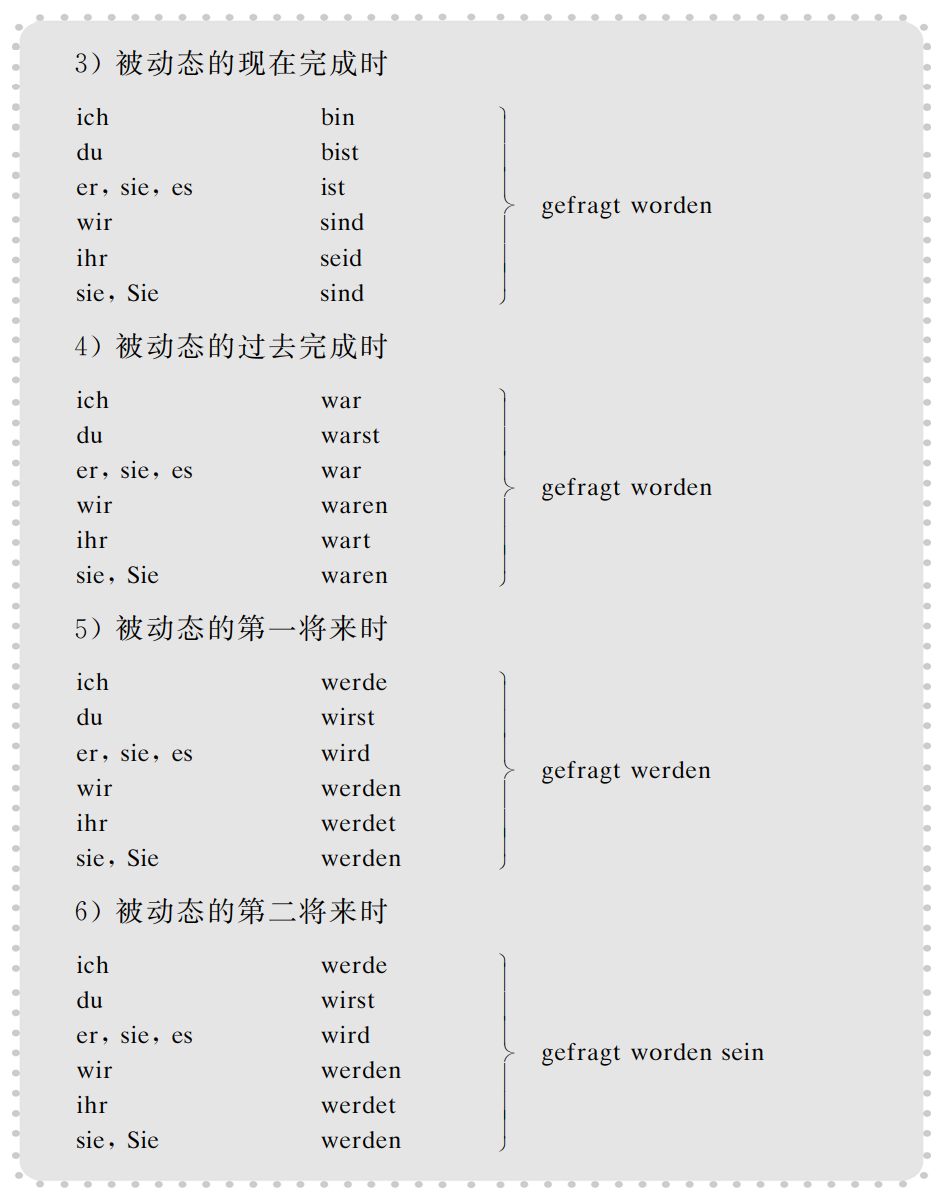 3) 被动态的现在完成时
ich bin
du bist
er, sie, es ist
gefragt worden
wir sind
ihr seid
sie, Sie sind
4) 被动态的过去完成时
ich war
du warst
er, sie, es war
gefragt worden
wir waren
ihr wart
sie, Sie waren
5) 被动态的第一将来时
ich werde
du wirst
er, sie, es wird
gefragt werden
wir werden
ihr werdet
sie, Sie werden
6) 被动态的第二将来时
ich werde
du wirst
er, sie, es wird
gefragt worden sein
wir werden
ihr werdet
sie, Sie werden